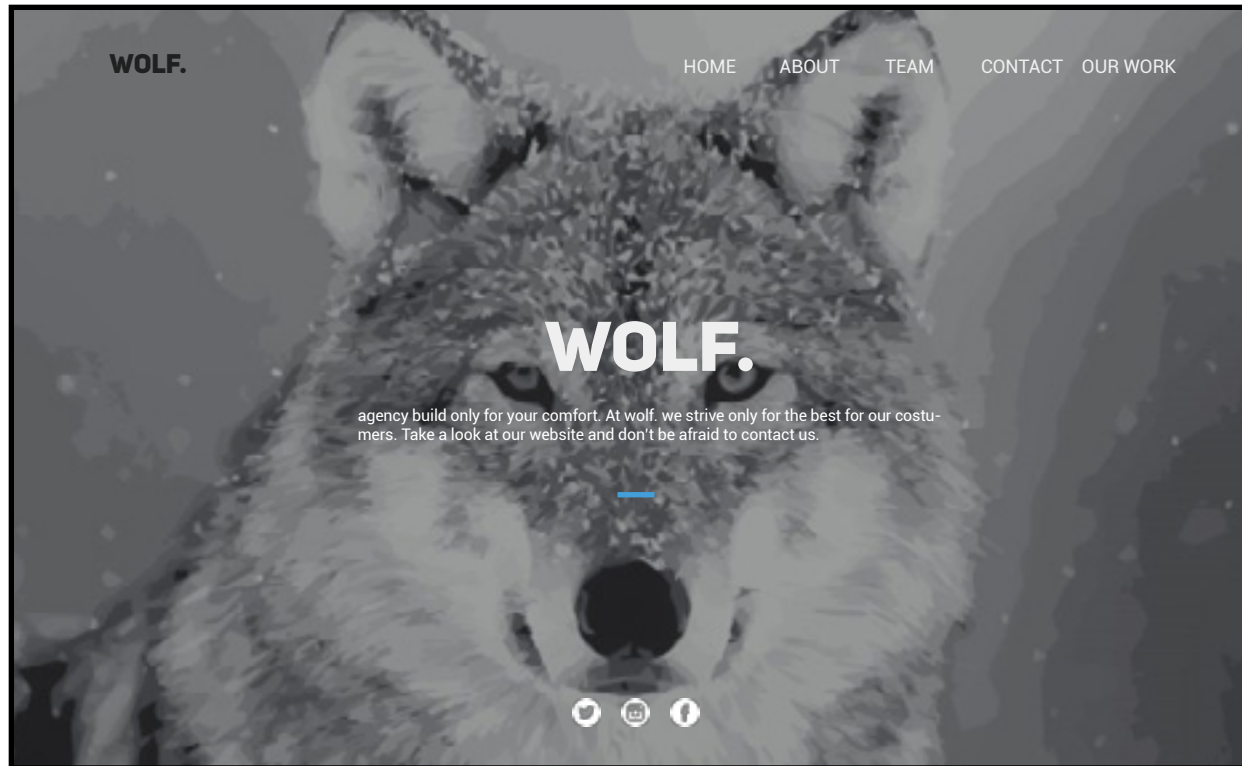 WOLF.
HOME ABOUT TEAM CONTACT OUR WORK
WOLF.
agency build only for your comfort. At wolf. we strive only for the best for our costu-
mers. Take a look at our website and don't be afraid to contact us.